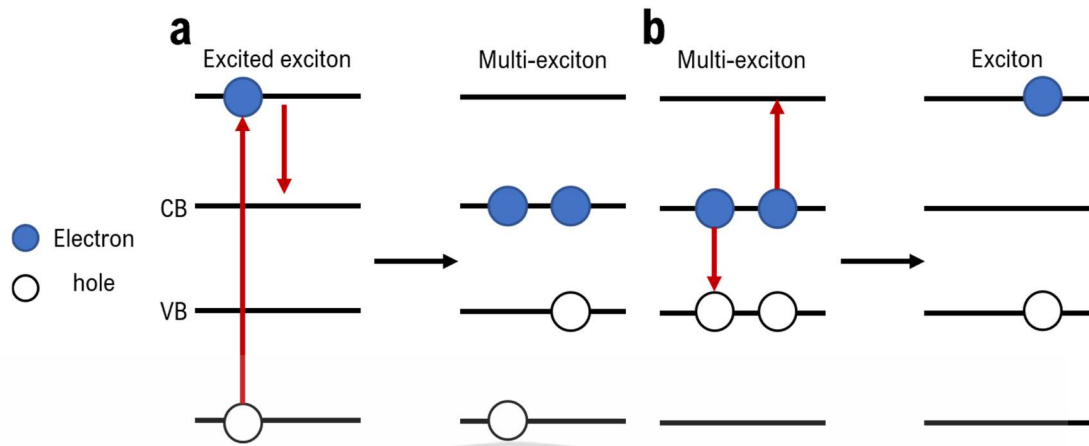 a
b
Excited exciton
Multi-exciton
Multi-exciton
Exciton
CB
Electron
hole
VB